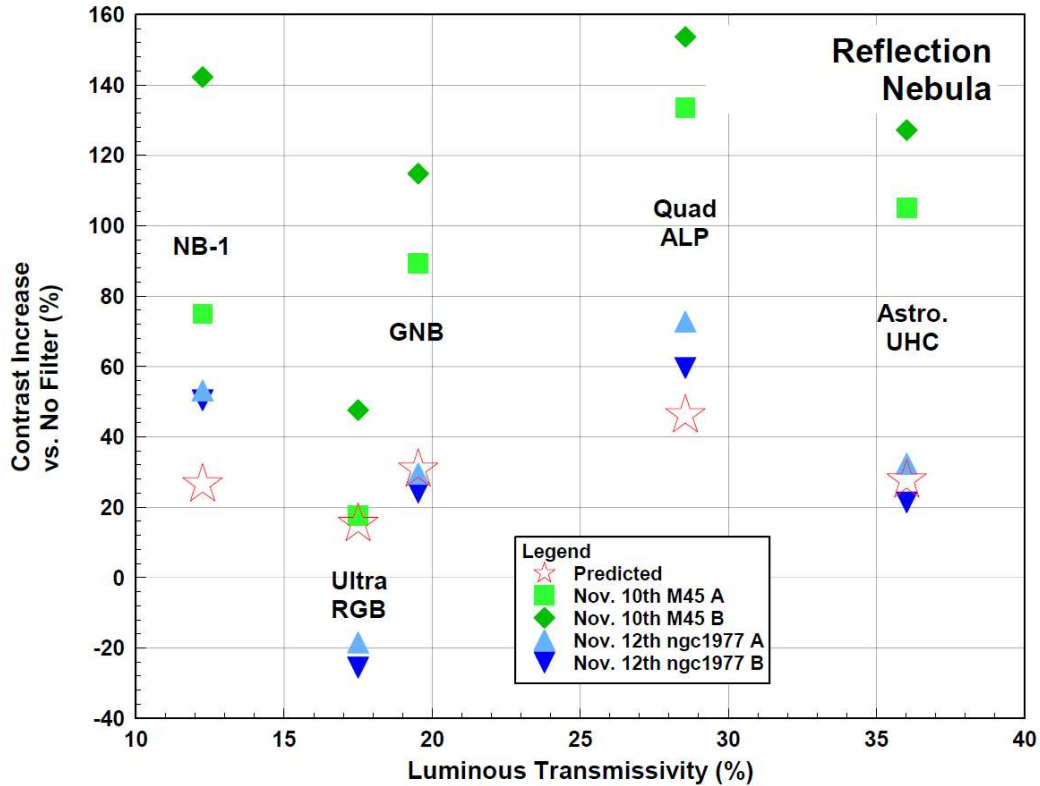 Reflection
Nebula
160
140
120
100
80
60
40
20
0
-20
-40
Contrast Increase
vs. No Filter (%)
NB-1
Ultra
RGB
GNB
Quad
ALP
Astro.
UHC
Legend
Predicted
Nov. 10th M45 A
Nov. 10th M45 B
Nov. 12th ngc1977 A
Nov. 12th ngc1977 B
10 15 20 25 30 35 40
Luminous Transmissivity (%)